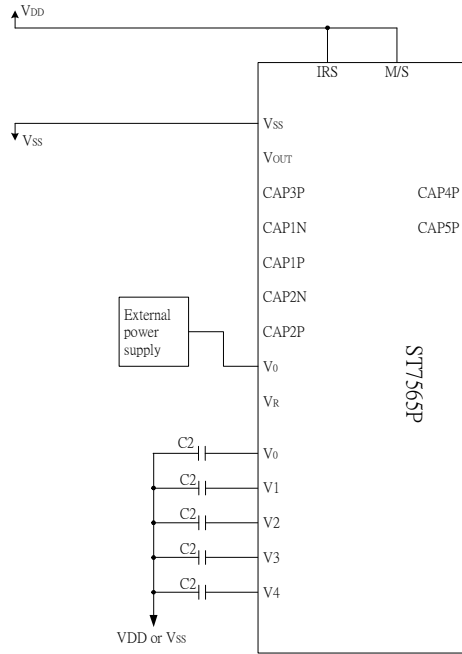 VDD
IRS M/S
VSS
VSS
VOUT
CAP3P CAP4P
CAP1N CAP5P
CAP1P
CAP2N
CAP2P
External
power
supply
V0
VR
ST7565P
C2 V0
C2 V1
C2 V2
C2 V3
C2 V4
VDD or VSS